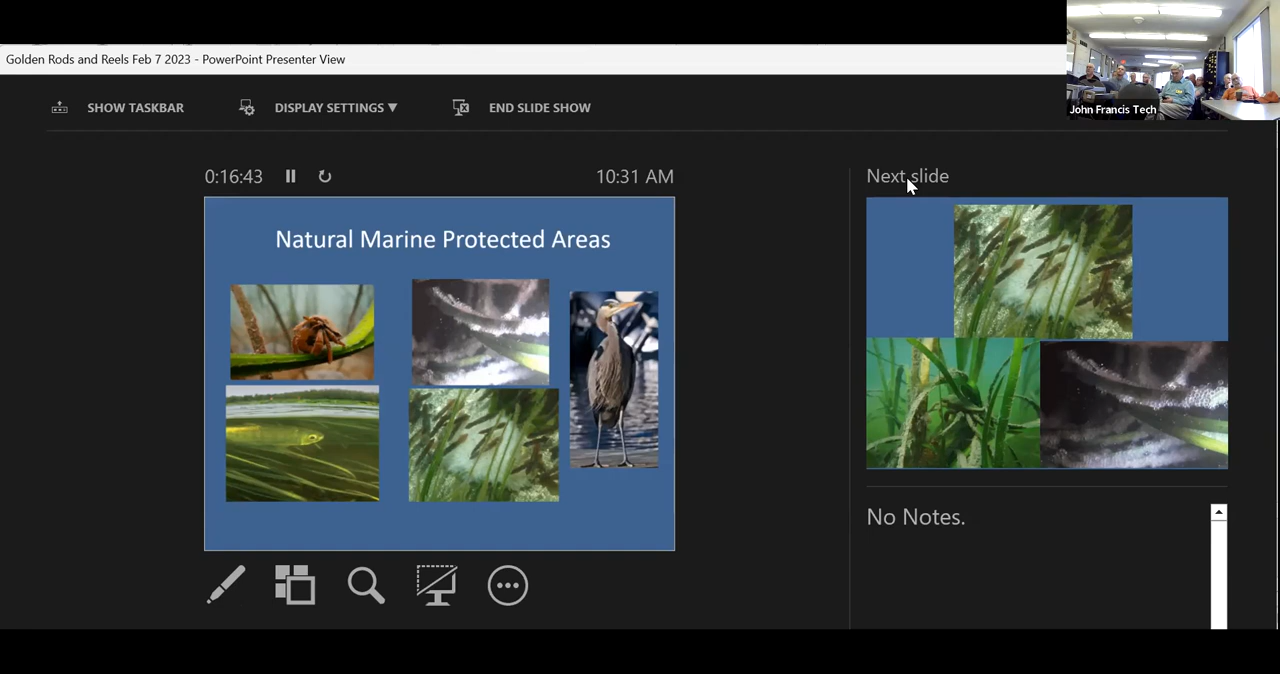 Golden Rods and Reels Feb 7 2023 - PowerPoint Presenter View
John Francis Tech
SHOW TASKBAR
DISPLAY SETTINGS ▼
END SLIDE SHOW
0:16:43
10:31 AM
Next slide
Natural Marine Protected Areas
No Notes.